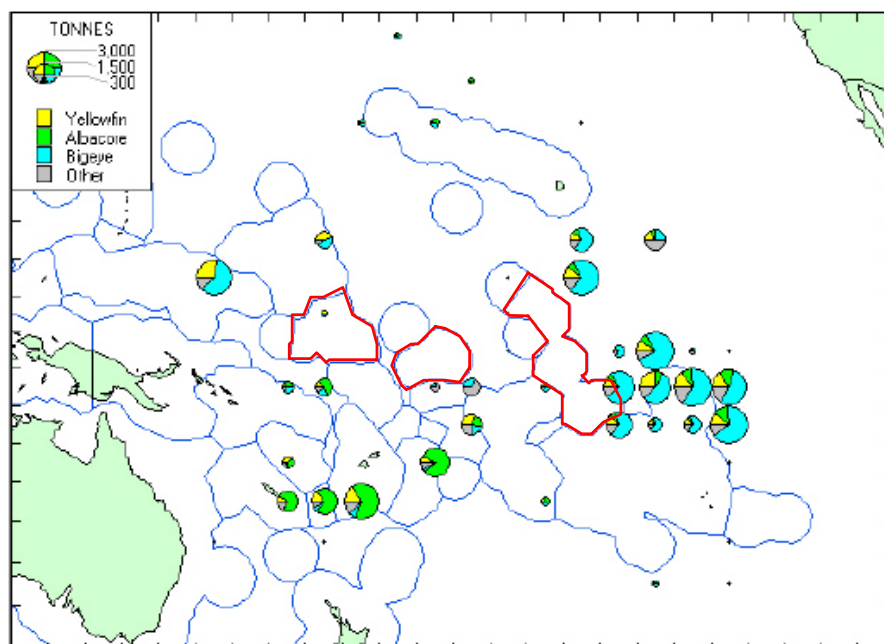 TONNES
3,000
1,500
300
Yellowfin
Albacore
Bigeye
Other